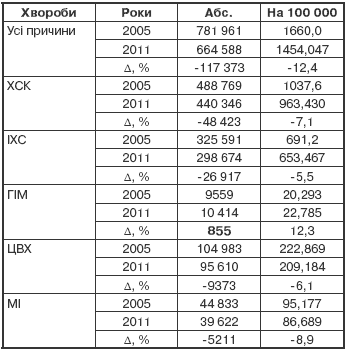 Хвороби Роки Абс. На 100 000
Усі причини 2005 781 961 1660,0
2011 664 588 1454,047
Δ, % -117 373 -12,4
ХСК 2005 488 769 1037,6
2011 440 346 963,430
Δ, % -48 423 -7,1
ІХС 2005 325 591 691,2
2011 298 674 653,467
Δ, % -26 917 -5,5
ГІМ 2005 9559 20,293
2011 10 414 22,785
Δ, % 855 12,3
ЦВХ 2005 104 983 222,869
2011 95 610 209,184
Δ, % -9373 -6,1
МІ 2005 44 833 95,177
2011 39 622 86,689
Δ, % -5211 -8,9